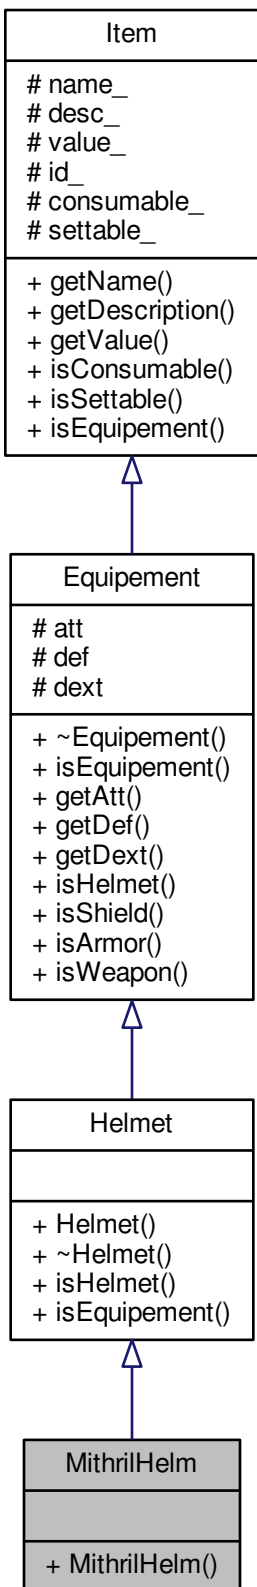 Item
# name_
# desc_
# value_
# id_
# consumable_
# settable_
+ getName()
+ getDescription()
+ getValue()
+ isConsumable()
+ isSettable()
+ isEquipement()
Equipement
# att
# def
# dext
+ ~Equipement()
+ isEquipement()
+ getAtt()
+ getDef()
+ getDext()
+ isHelmet()
+ isShield()
+ isArmor()
+ isWeapon()
Helmet
+ Helmet()
+ ~Helmet()
+ isHelmet()
+ isEquipement()
MithrilHelm
+ MithrilHelm()